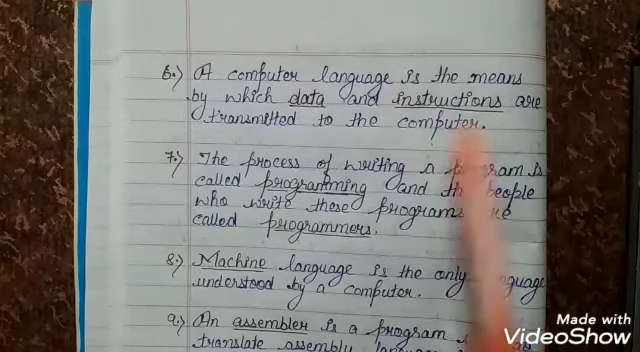 6.) A computer language is the means
by which data and instructions are
transmitted to the computer.
7.) The process of writing a program is
called programming and the people
who write these programs are
called programmers.
8.) Machine language is the only language
understood by a computer.
9.) An assembler is a program
translate assembly
Made with
VideoShow